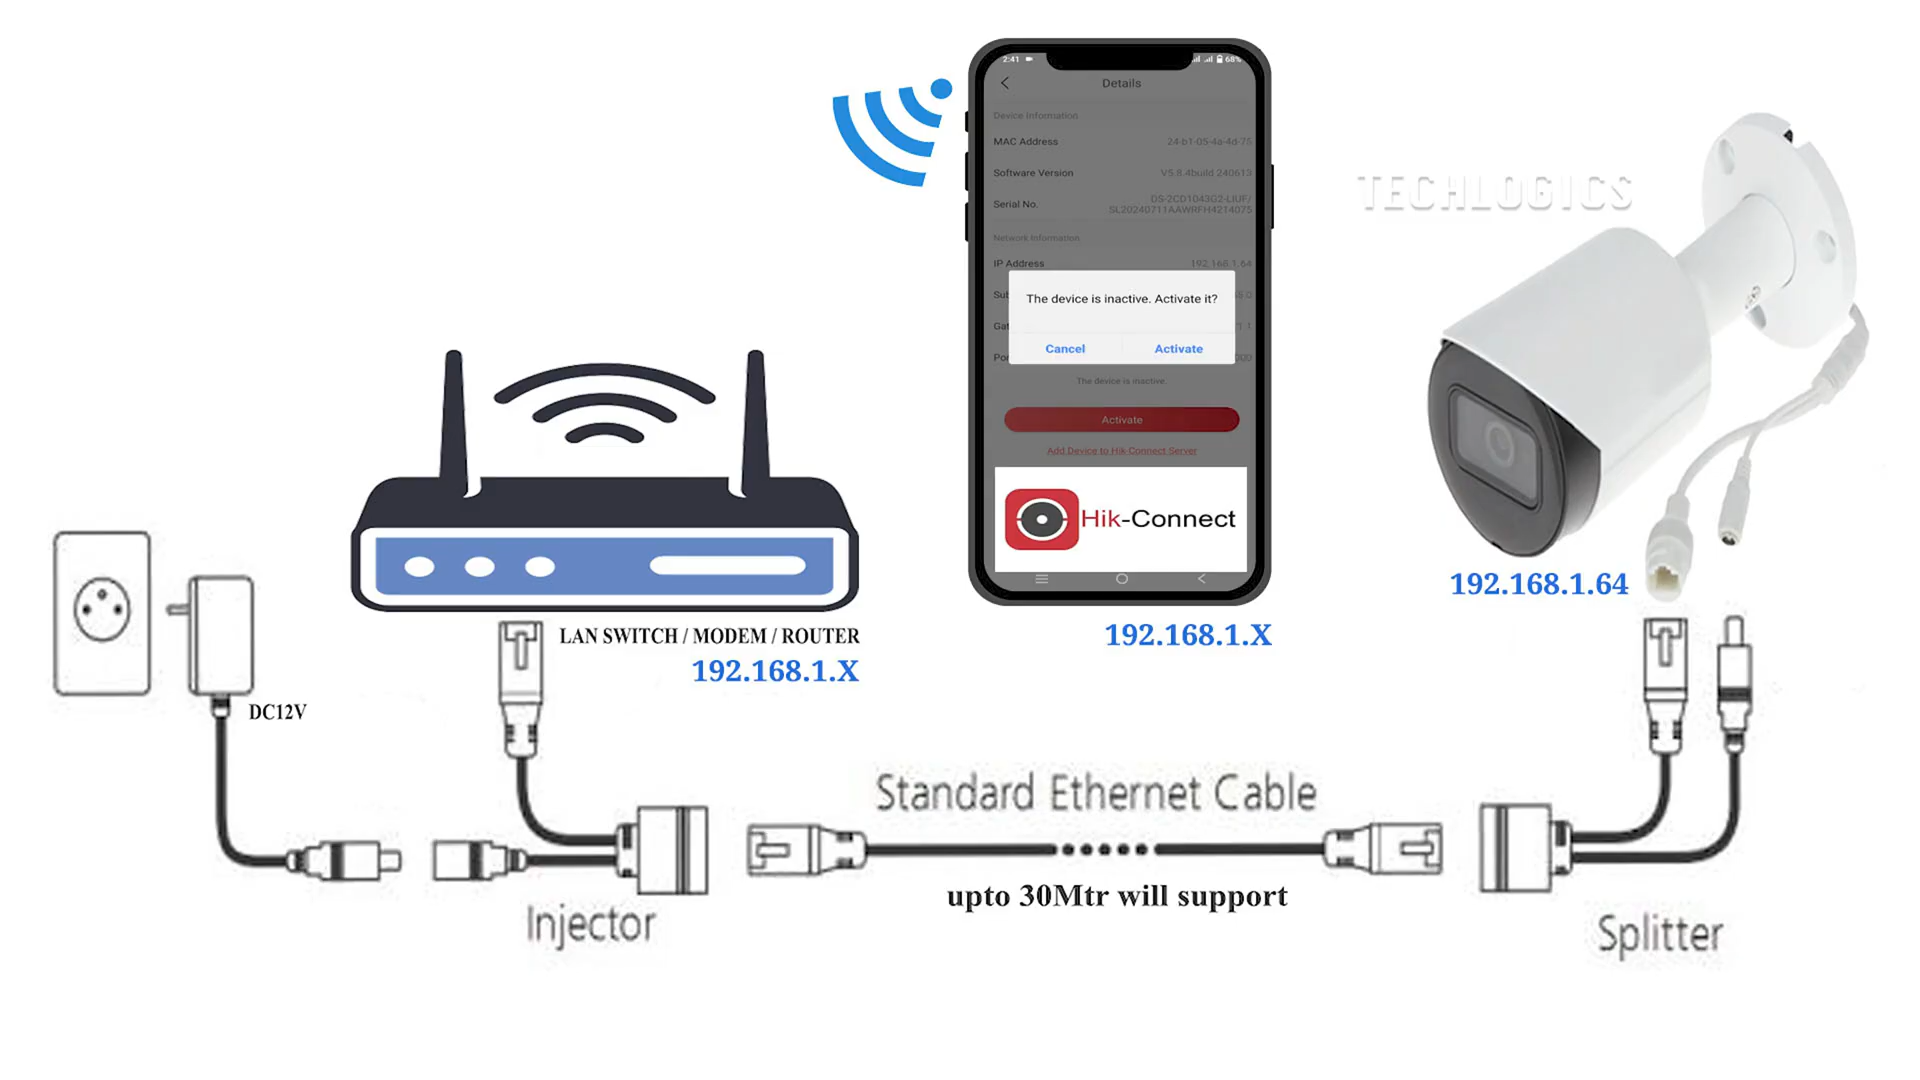 2:41
68%
Details
Device Information
MAC Address 24-b1-05-4a-4d-75
Software Version V5.8.4build 240613
Serial No. DS-2CD1043G2-LIUF/
SL20240711AAWRFH4214075
Network Information
IP Address 192.168.1.64
The device is inactive. Activate it?
Cancel Activate
The device is inactive.
Activate
Add Device to Hik-Connect Server
Hik-Connect
TECHLOGICS
192.168.1.64
192.168.1.X
LAN SWITCH / MODEM / ROUTER
192.168.1.X
DC12V
Standard Ethernet Cable
upto 30Mtr will support
Injector
Splitter